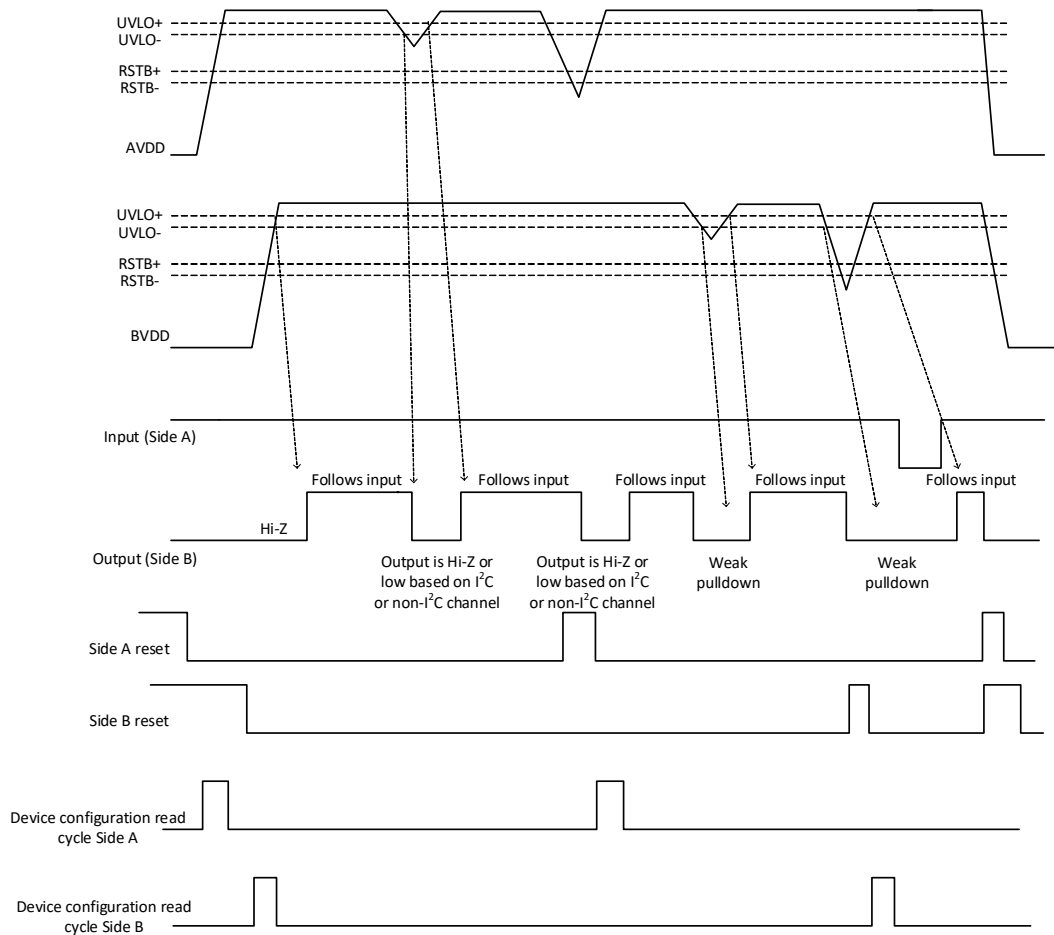 UVLO+
UVLO-
RSTB+
RSTB-
AVDD
UVLO+
UVLO-
RSTB+
RSTB-
BVDD
Input (Side A)
Follows input
Follows input
Follows input
Follows input
Follows input
Hi-Z
Output (Side B)
Output is Hi-Z or
low based on I²C
or non-I²C channel
Output is Hi-Z or
low based on I²C
or non-I²C channel
Weak
pulldown
Weak
pulldown
Side A reset
Side B reset
Device configuration read
cycle Side A
Device configuration read
cycle Side B